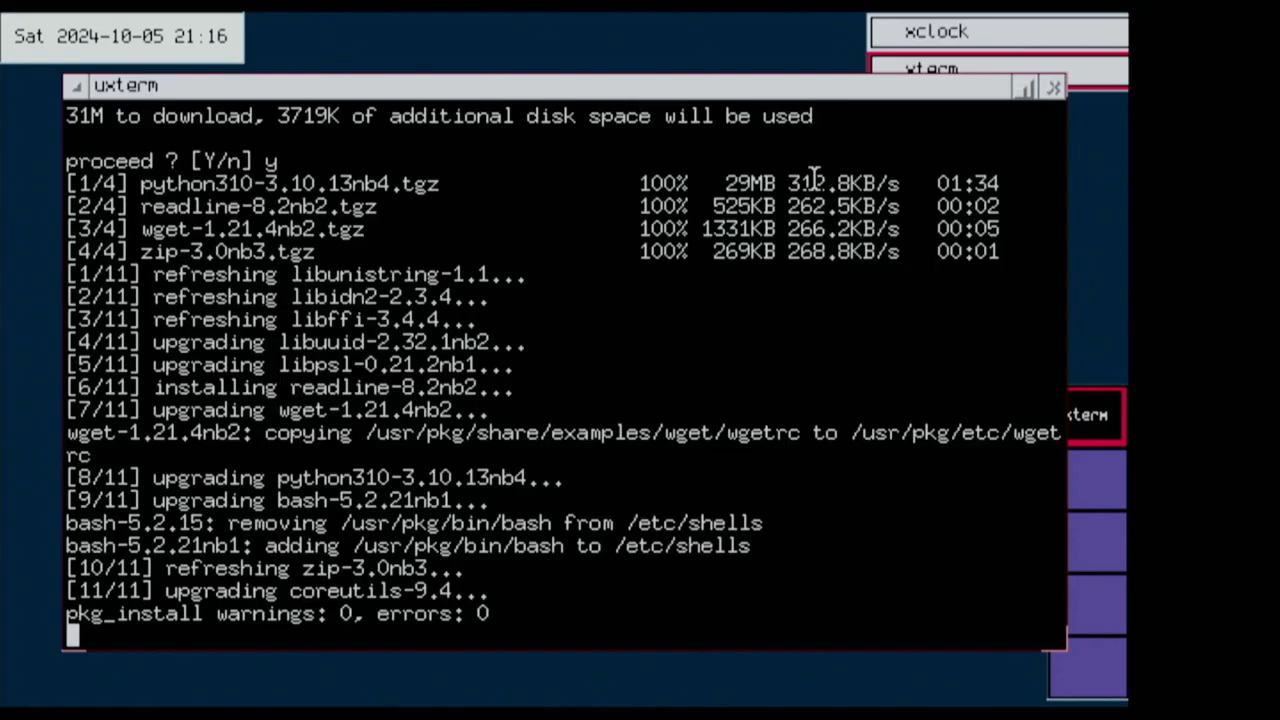 Sat 2024-10-05 21:16
xclock
xterm
uxterm
31M to download, 3719K of additional disk space will be used
proceed ? [Y/n] y
[1/4] python310-3.10.13nb4.tgz 100% 29MB 312.8KB/s 01:34
[2/4] readline-8.2nb2.tgz 100% 525KB 262.5KB/s 00:02
[3/4] wget-1.21.4nb2.tgz 100% 1331KB 266.2KB/s 00:05
[4/4] zip-3.0nb3.tgz 100% 269KB 268.8KB/s 00:01
[1/11] refreshing libunistring-1.1...
[2/11] refreshing libidn2-2.3.4...
[3/11] refreshing libffi-3.4.4...
[4/11] upgrading libuuid-2.32.1nb2...
[5/11] upgrading libpsl-0.21.2nb1...
[6/11] installing readline-8.2nb2...
[7/11] upgrading wget-1.21.4nb2...
wget-1.21.4nb2: copying /usr/pkg/share/examples/wget/wgetrc to /usr/pkg/etc/wget
rc
[8/11] upgrading python310-3.10.13nb4...
[9/11] upgrading bash-5.2.21nb1...
bash-5.2.15: removing /usr/pkg/bin/bash from /etc/shells
bash-5.2.21nb1: adding /usr/pkg/bin/bash to /etc/shells
[10/11] refreshing zip-3.0nb3...
[11/11] upgrading coreutils-9.4...
pkg_install warnings: 0, errors: 0
xterm